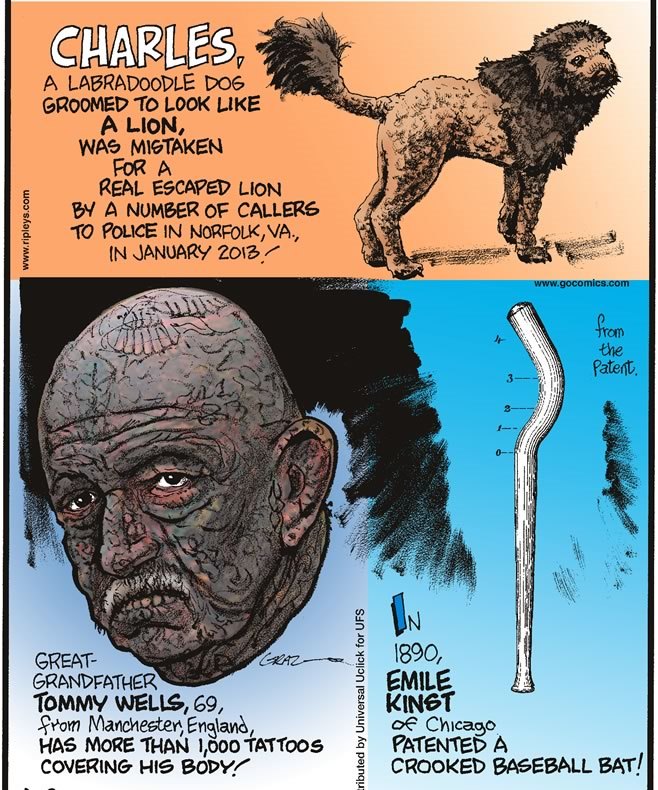 CHARLES,
A LABRADOODLE DOG
GROOMED TO LOOK LIKE
A LION,
WAS MISTAKEN
FOR A
REAL ESCAPED LION
BY A NUMBER OF CALLERS
TO POLICE IN NORFOLK, VA.,
IN JANUARY 2013!
www.ripleys.com
www.gocomics.com
from
the
Patent.
4
3
2
1
0
GRAZ
GREAT-
GRANDFATHER
TOMMY WELLS, 69,
from Manchester, England,
HAS MORE THAN 1,000 TATTOOS
COVERING HIS BODY!
tributed by Universal Uclick for UFS
IN
1890,
EMILE
KINST
of Chicago
PATENTED A
CROOKED BASEBALL BAT!